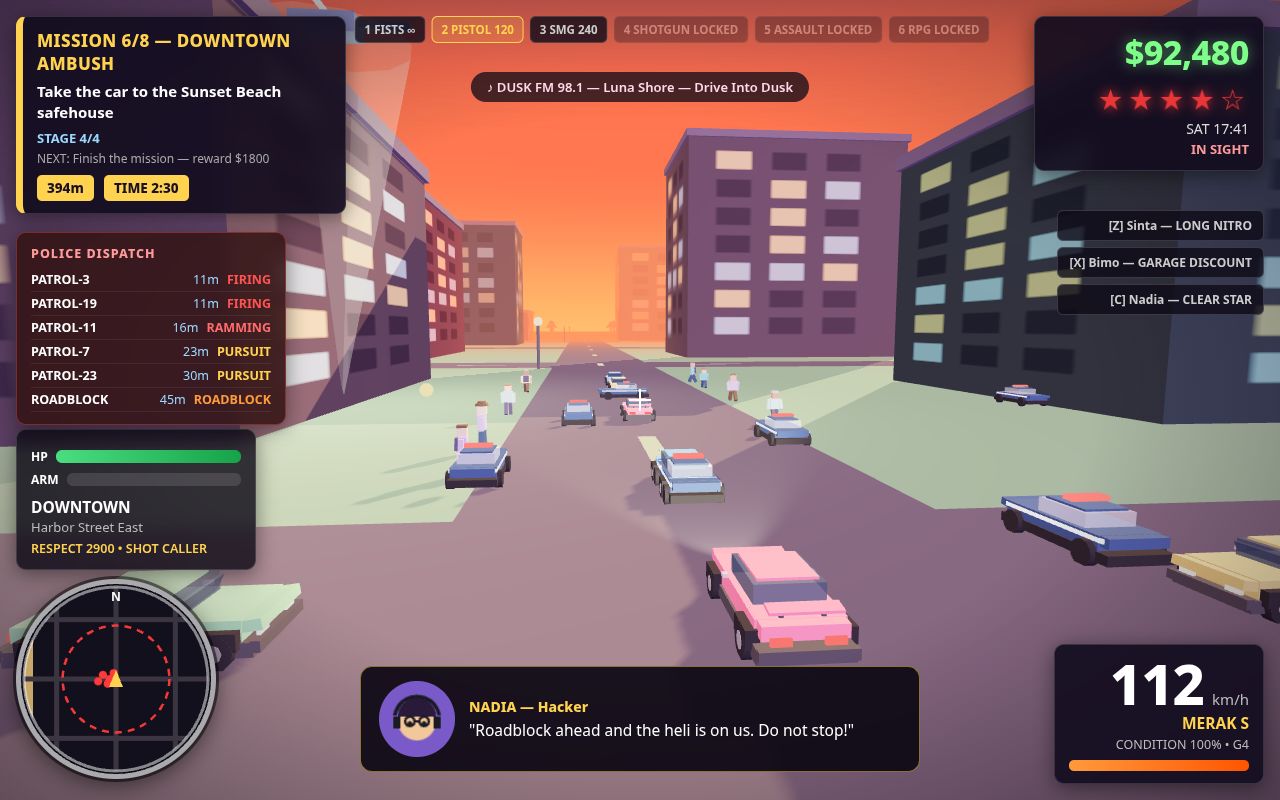 MISSION 6/8 — DOWNTOWN
AMBUSH
Take the car to the Sunset Beach
safehouse
STAGE 4/4
NEXT: Finish the mission — reward $1800
394m TIME 2:30
1 FISTS ∞ 2 PISTOL 120 3 SMG 240 4 SHOTGUN LOCKED 5 ASSAULT LOCKED 6 RPG LOCKED
♪ DUSK FM 98.1 — Luna Shore — Drive Into Dusk
$92,480
★★★★☆
SAT 17:41
IN SIGHT
[Z] Sinta — LONG NITRO
[X] Bimo — GARAGE DISCOUNT
[C] Nadia — CLEAR STAR
POLICE DISPATCH
PATROL-3 11m FIRING
PATROL-19 11m FIRING
PATROL-11 16m RAMMING
PATROL-7 23m PURSUIT
PATROL-23 30m PURSUIT
ROADBLOCK 45m ROADBLOCK
HP
ARM
DOWNTOWN
Harbor Street East
RESPECT 2900 • SHOT CALLER
N
NADIA — Hacker
"Roadblock ahead and the heli is on us. Do not stop!"
112 km/h
MERAK S
CONDITION 100% • G4